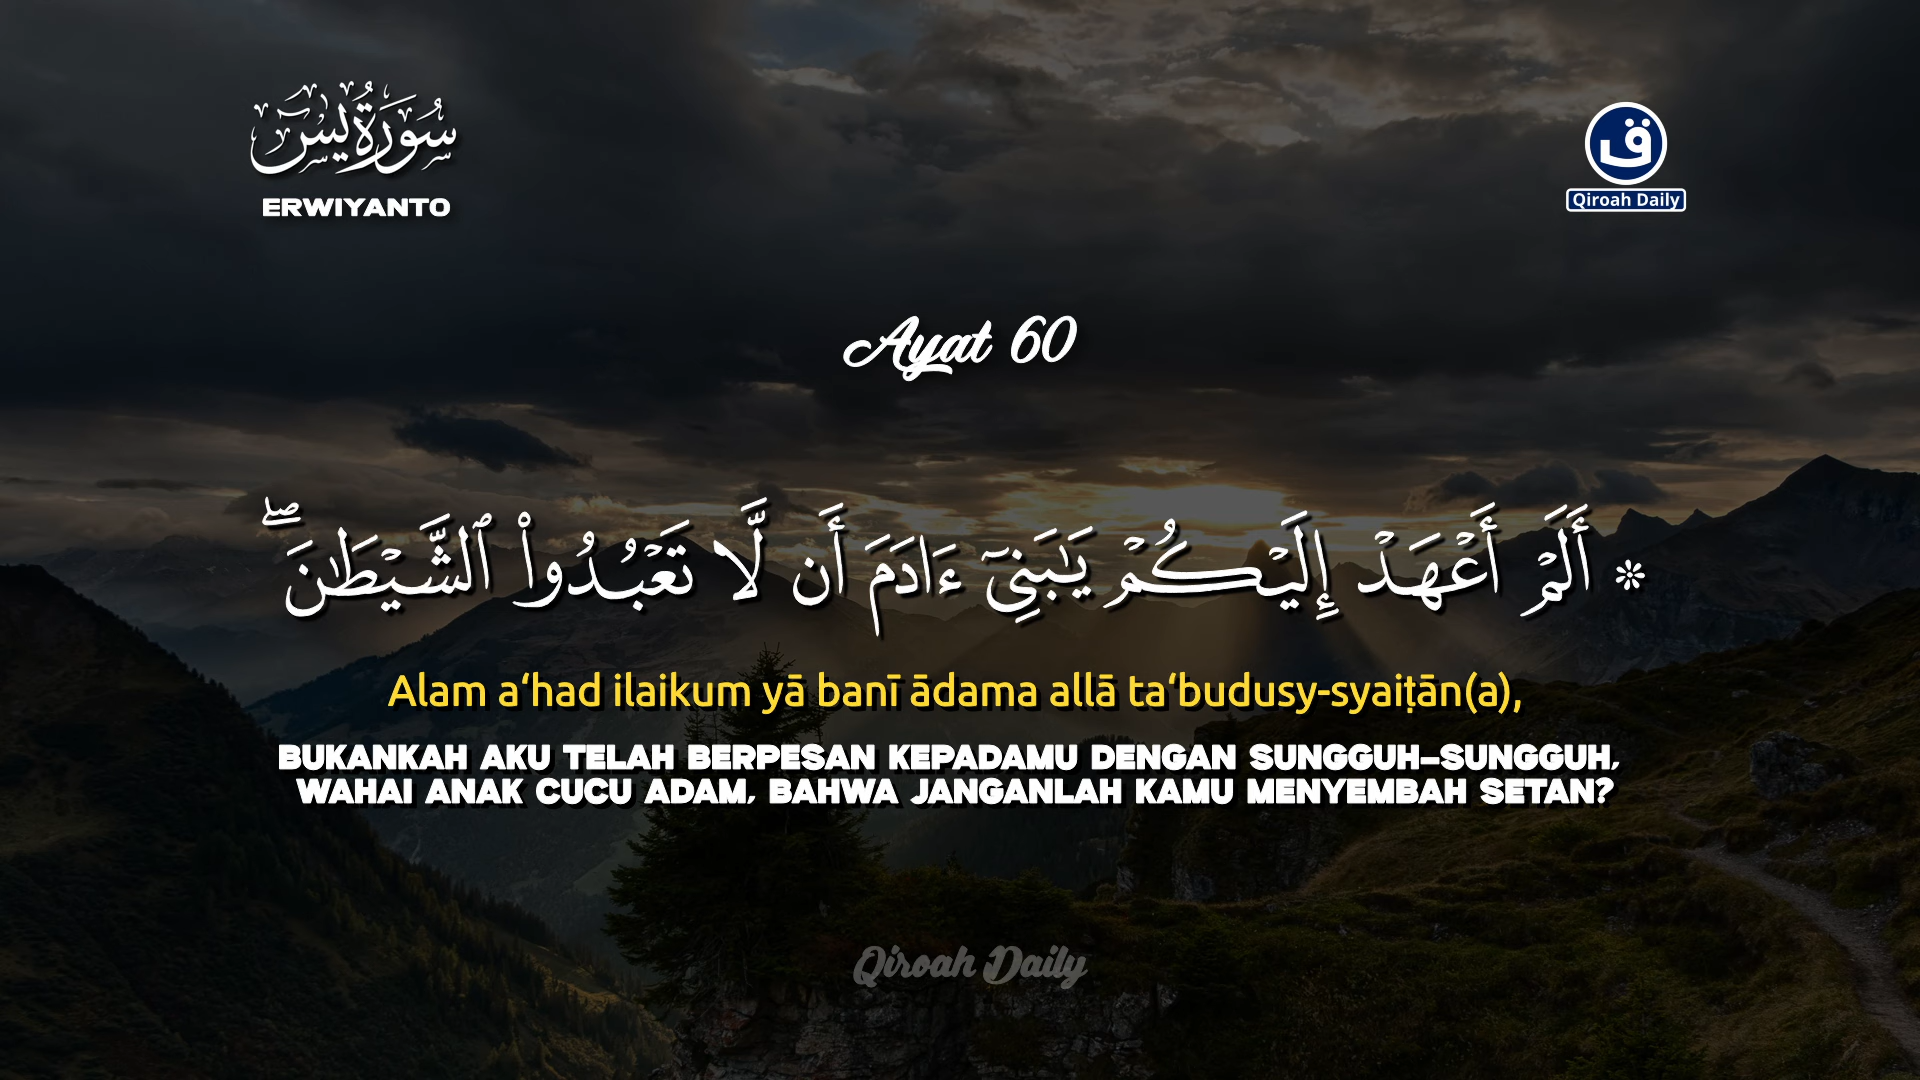 سُورَةُ يسٓ
ERWIYANTO
ق
Qiroah Daily
Ayat 60
۞ أَلَمْ أَعْهَدْ إِلَيْكُمْ يَٰبَنِىٓ ءَادَمَ أَن لَّا تَعْبُدُوا۟ ٱلشَّيْطَٰنَ ۖ
Alam a‘had ilaikum yā banī ādama allā ta‘budusy-syaiṭān(a),
BUKANKAH AKU TELAH BERPESAN KEPADAMU DENGAN SUNGGUH-SUNGGUH,
WAHAI ANAK CUCU ADAM, BAHWA JANGANLAH KAMU MENYEMBAH SETAN?
Qiroah Daily